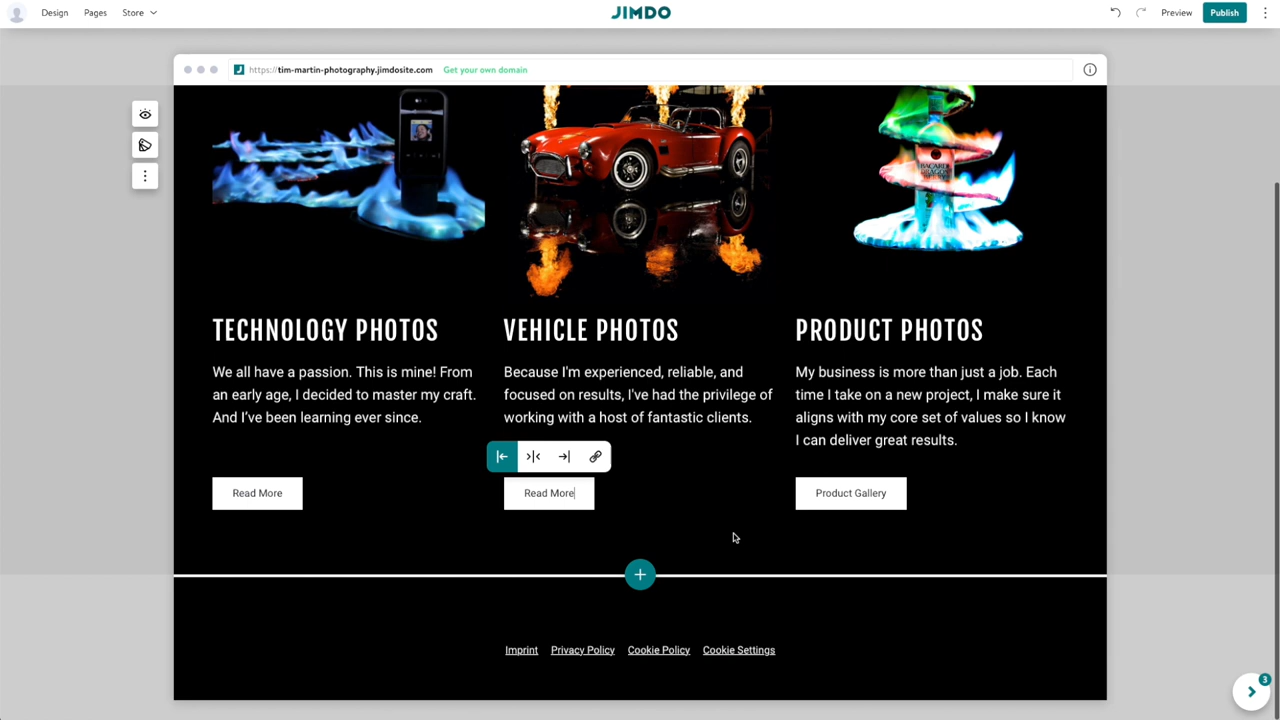 Design Pages Store JIMDO Preview Publish
https://tim-martin-photography.jimdosite.com Get your own domain
BACARDI
DRAGON
TECHNOLOGY PHOTOS
We all have a passion. This is mine! From
an early age, I decided to master my craft.
And I've been learning ever since.
Read More
VEHICLE PHOTOS
Because I'm experienced, reliable, and
focused on results, I've had the privilege of
working with a host of fantastic clients.
Read More
PRODUCT PHOTOS
My business is more than just a job. Each
time I take on a new project, I make sure it
aligns with my core set of values so I know
I can deliver great results.
Product Gallery
Imprint Privacy Policy Cookie Policy Cookie Settings
3